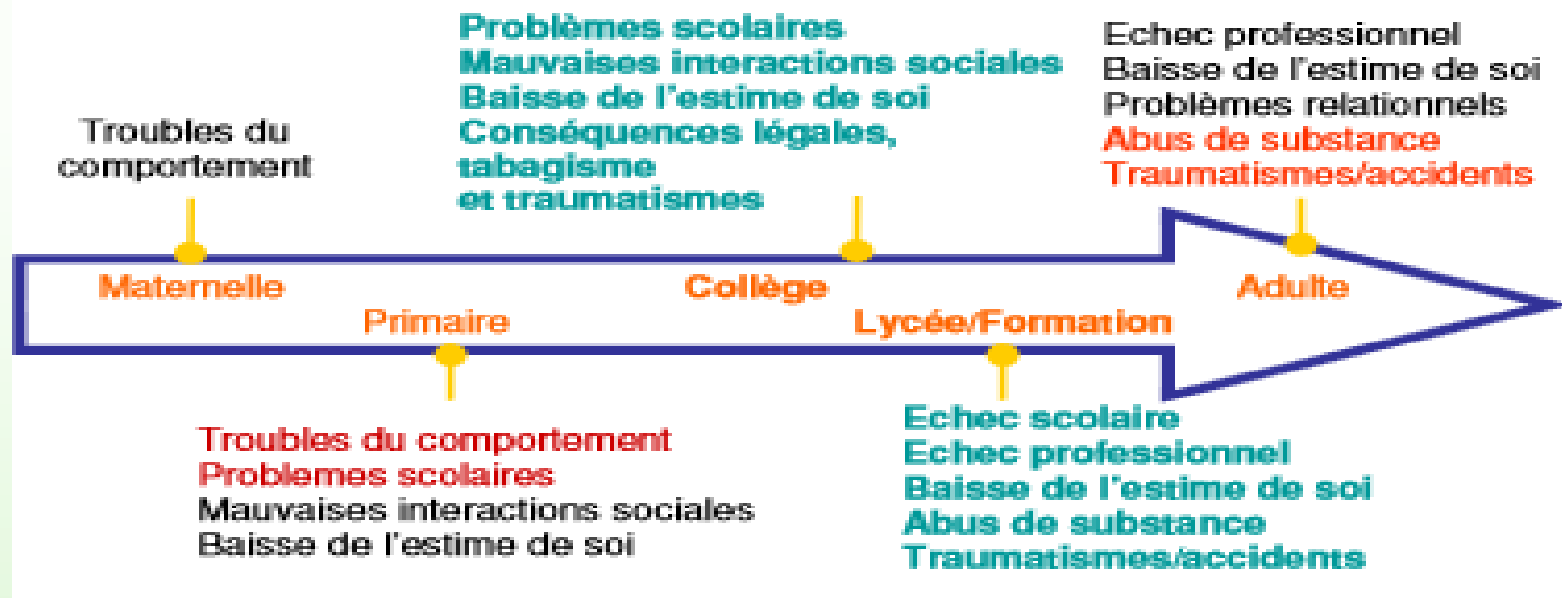 Troubles du
comportement
Problèmes scolaires
Mauvaises interactions sociales
Baisse de l'estime de soi
Conséquences légales,
tabagisme
et traumatismes
Echec professionnel
Baisse de l'estime de soi
Problèmes relationnels
Abus de substance
Traumatismes/accidents
Maternelle
Primaire
Collège
Lycée/Formation
Adulte
Troubles du comportement
Problemes scolaires
Mauvaises interactions sociales
Baisse de l'estime de soi
Echec scolaire
Echec professionnel
Baisse de l'estime de soi
Abus de substance
Traumatismes/accidents